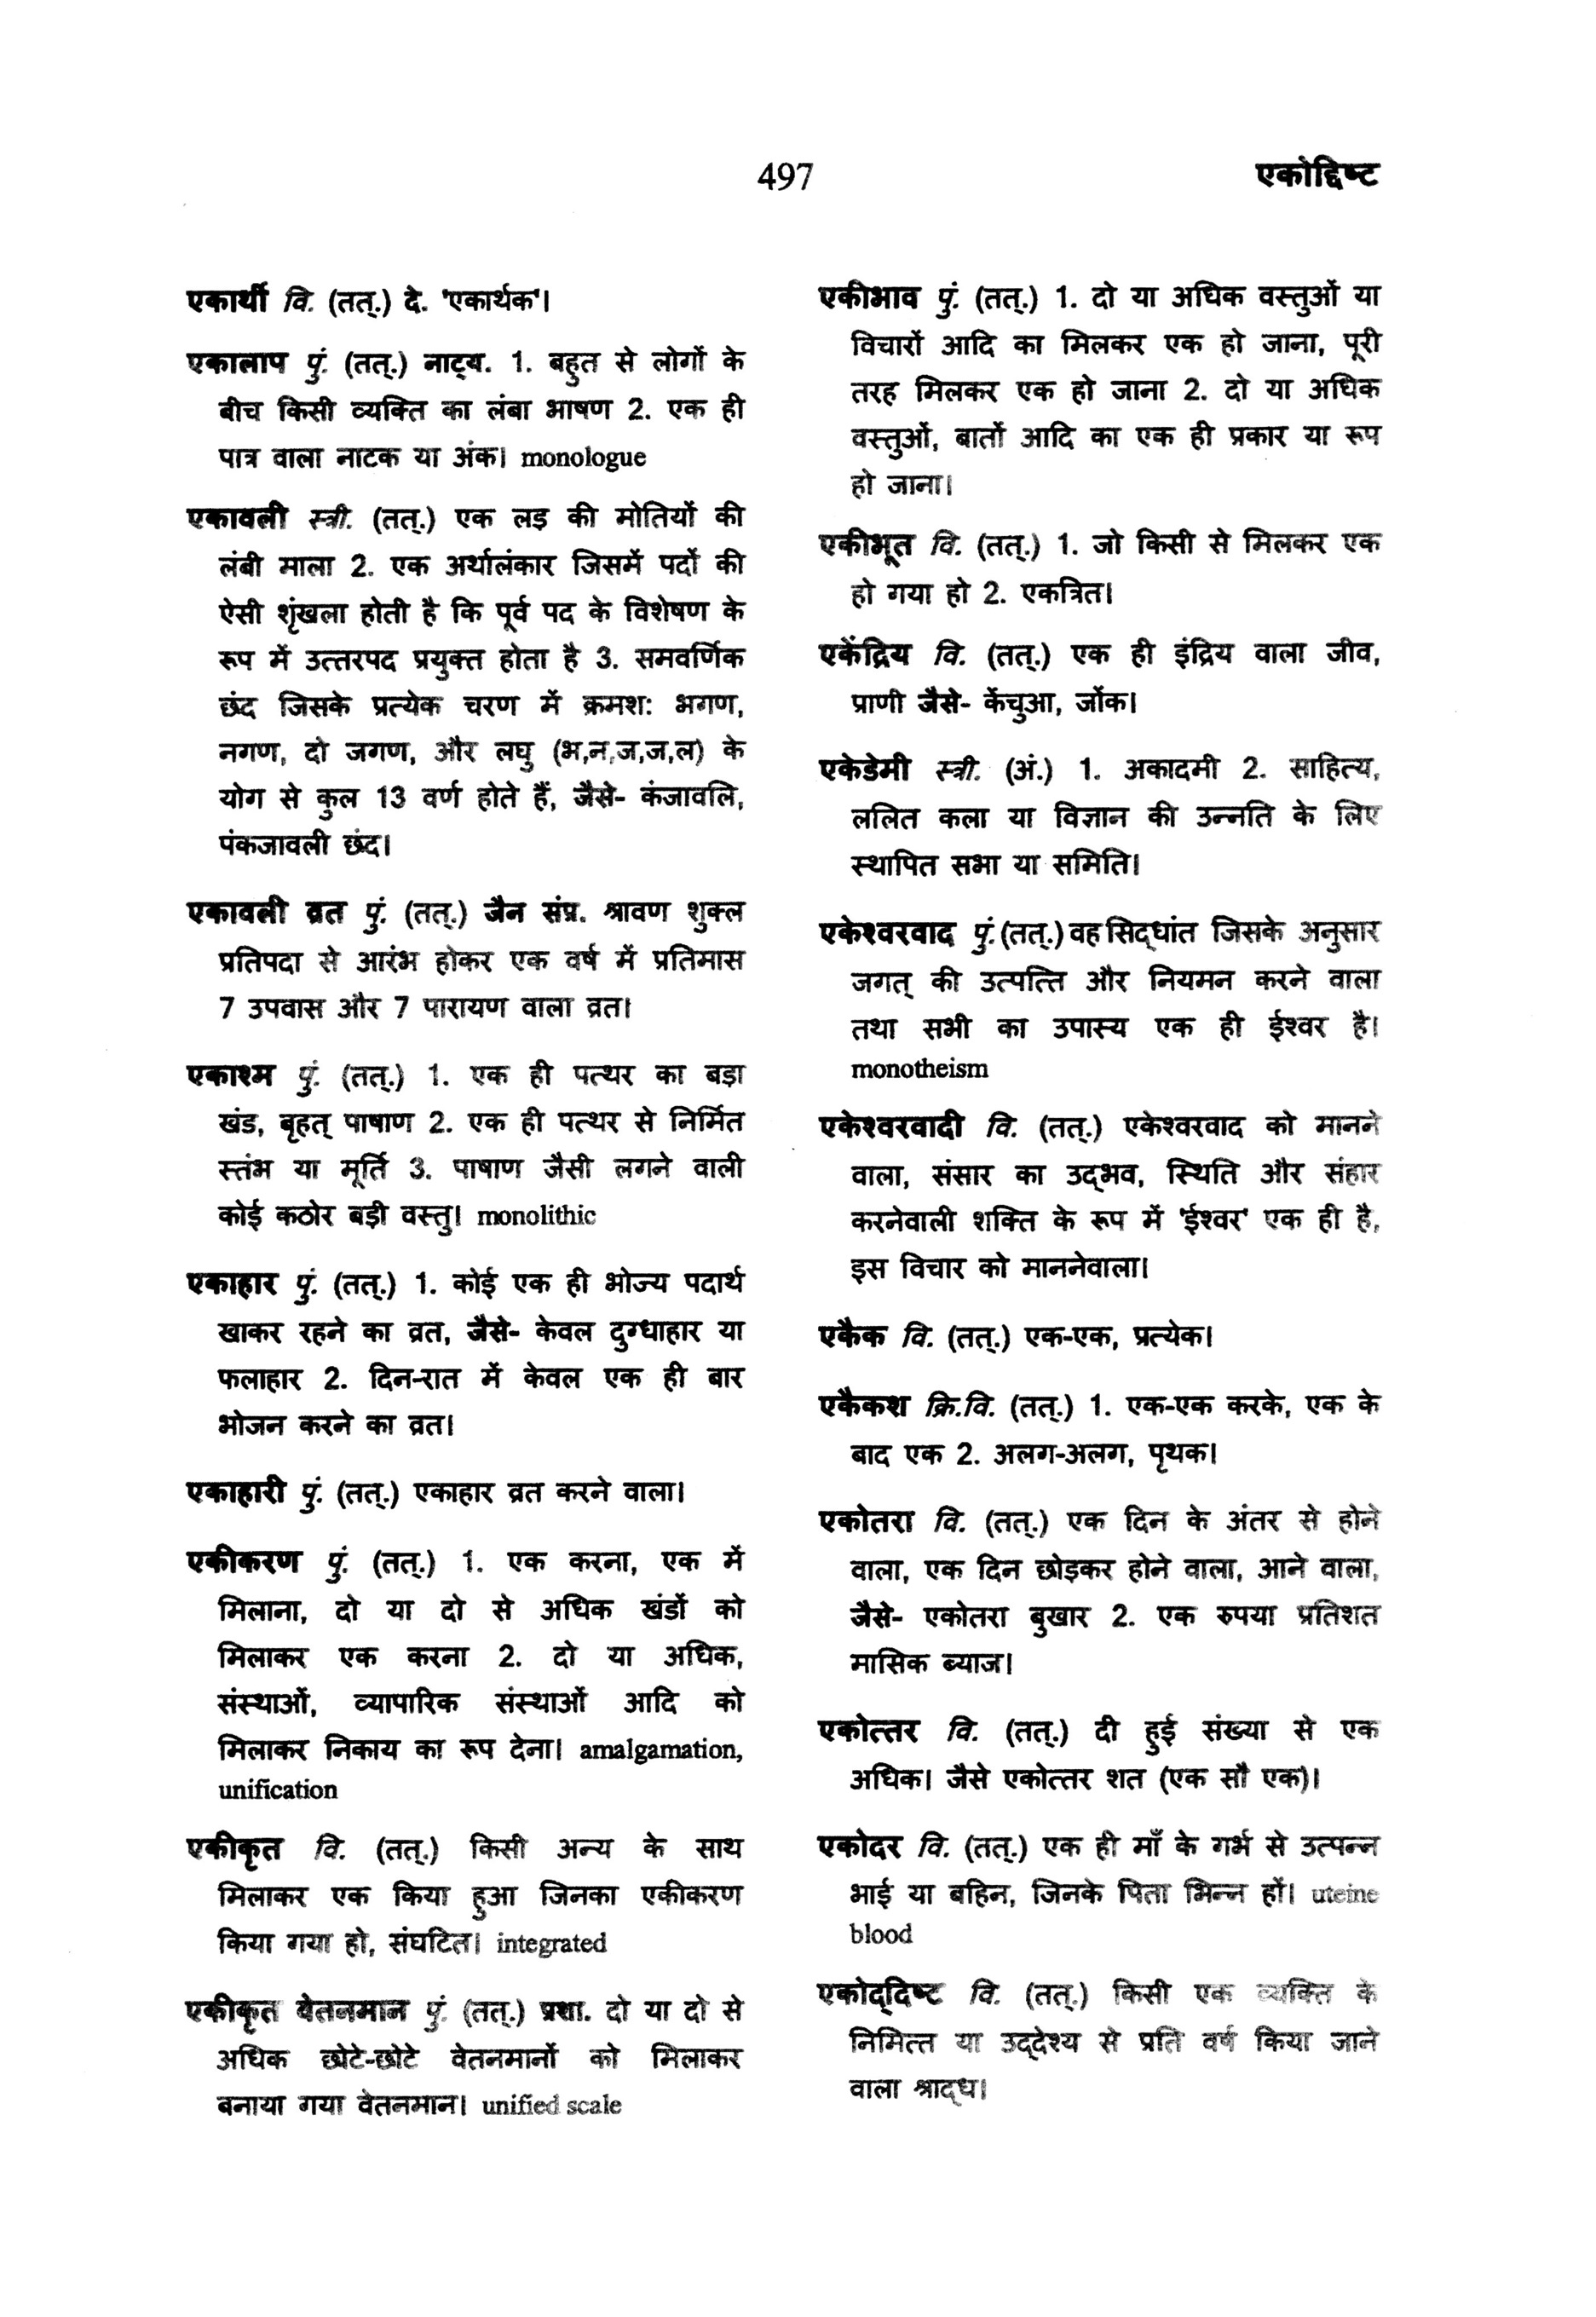 497
एकोद्दिष्ट
एकार्थी वि. (तत्.) दे. 'एकार्थक'।
एकालाप पुं. (तत्.) नाट्य. 1. बहुत से लोगों के
बीच किसी व्यक्ति का लंबा भाषण 2. एक ही
पात्र वाला नाटक या अंक। monologue
एकावली स्त्री. (तत्.) एक लड़ की मोतियों की
लंबी माला 2. एक अर्थालंकार जिसमें पदों की
ऐसी शृंखला होती है कि पूर्व पद के विशेषण के
रूप में उत्तरपद प्रयुक्त होता है 3. समवर्णिक
छंद जिसके प्रत्येक चरण में क्रमश: भगण,
नगण, दो जगण, और लघु (भ,न,ज,ज,ल) के
योग से कुल 13 वर्ण होते हैं, जैसे- कंजावलि,
पंकजावली छंद।
एकावली व्रत पुं. (तत्.) जैन संप्र. श्रावण शुक्ल
प्रतिपदा से आरंभ होकर एक वर्ष में प्रतिमास
7 उपवास और 7 पारायण वाला व्रत।
एकाश्म पुं. (तत्.) 1. एक ही पत्थर का बड़ा
खंड, बृहत् पाषाण 2. एक ही पत्थर से निर्मित
स्तंभ या मूर्ति 3. पाषाण जैसी लगने वाली
कोई कठोर बड़ी वस्तु। monolithic
एकाहार पुं. (तत्.) 1. कोई एक ही भोज्य पदार्थ
खाकर रहने का व्रत, जैसे- केवल दुग्धाहार या
फलाहार 2. दिन-रात में केवल एक ही बार
भोजन करने का व्रत।
एकाहारी पुं. (तत्.) एकाहार व्रत करने वाला।
एकीकरण पुं. (तत्.) 1. एक करना, एक में
मिलाना, दो या दो से अधिक खंडों को
मिलाकर एक करना 2. दो या अधिक,
संस्थाओं, व्यापारिक संस्थाओं आदि को
मिलाकर निकाय का रूप देना। amalgamation,
unification
एकीकृत वि. (तत्.) किसी अन्य के साथ
मिलाकर एक किया हुआ जिनका एकीकरण
किया गया हो, संघटित। integrated
एकीकृत वेतनमान पुं. (तत्.) प्रशा. दो या दो से
अधिक छोटे-छोटे वेतनमानों को मिलाकर
बनाया गया वेतनमान। unified scale
एकीभाव पुं. (तत्.) 1. दो या अधिक वस्तुओं या
विचारों आदि का मिलकर एक हो जाना, पूरी
तरह मिलकर एक हो जाना 2. दो या अधिक
वस्तुओं, बातों आदि का एक ही प्रकार या रूप
हो जाना।
एकीभूत वि. (तत्.) 1. जो किसी से मिलकर एक
हो गया हो 2. एकत्रित।
एकेंद्रिय वि. (तत्.) एक ही इंद्रिय वाला जीव,
प्राणी जैसे- केंचुआ, जोंक।
एकेडेमी स्त्री. (अं.) 1. अकादमी 2. साहित्य,
ललित कला या विज्ञान की उन्नति के लिए
स्थापित सभा या समिति।
एकेश्वरवाद पुं. (तत्.) वह सिद्धांत जिसके अनुसार
जगत् की उत्पत्ति और नियमन करने वाला
तथा सभी का उपास्य एक ही ईश्वर है।
monotheism
एकेश्वरवादी वि. (तत्.) एकेश्वरवाद को मानने
वाला, संसार का उद्भव, स्थिति और संहार
करनेवाली शक्ति के रूप में 'ईश्वर' एक ही है,
इस विचार को माननेवाला।
एकैक वि. (तत्.) एक-एक, प्रत्येक।
एकैकश क्रि.वि. (तत्.) 1. एक-एक करके, एक के
बाद एक 2. अलग-अलग, पृथक।
एकोतरा वि. (तत्.) एक दिन के अंतर से होने
वाला, एक दिन छोड़कर होने वाला, आने वाला,
जैसे- एकोतरा बुखार 2. एक रुपया प्रतिशत
मासिक ब्याज।
एकोत्तर वि. (तत्.) दी हुई संख्या से एक
अधिक। जैसे एकोत्तर शत (एक सौ एक)।
एकोदर वि. (तत्.) एक ही माँ के गर्भ से उत्पन्न
भाई या बहिन, जिनके पिता भिन्न हों। uteine
blood
एकोद्दिष्ट वि. (तत्.) किसी एक व्यक्ति के
निमित्त या उद्देश्य से प्रति वर्ष किया जाने
वाला श्राद्ध।